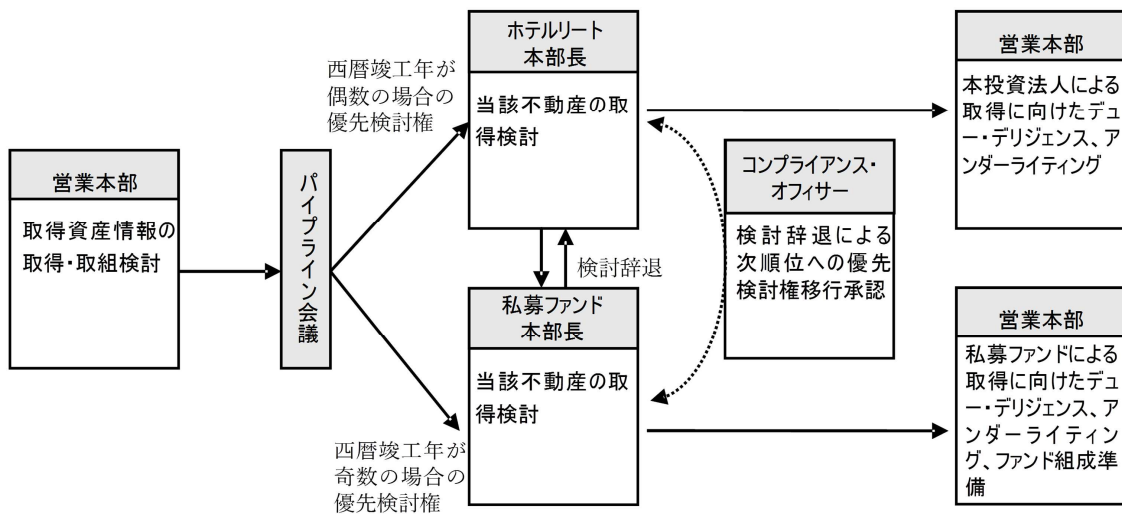 営業本部
取得資産情報の
取得・取組検討
パイプライン会議
西暦竣工年が
偶数の場合の
優先検討権
西暦竣工年が
奇数の場合の
優先検討権
ホテルリート
本部長
当該不動産の取
得検討
検討辞退
私募ファンド
本部長
当該不動産の取
得検討
コンプライアンス・
オフィサー
検討辞退による
次順位への優先
検討権移行承認
営業本部
本投資法人による
取得に向けたデュ
ー・デリジェンス、ア
ンダーライティング
営業本部
私募ファンドによる
取得に向けたデュ
ー・デリジェンス、ア
ンダーライティン
グ、ファンド組成準
備